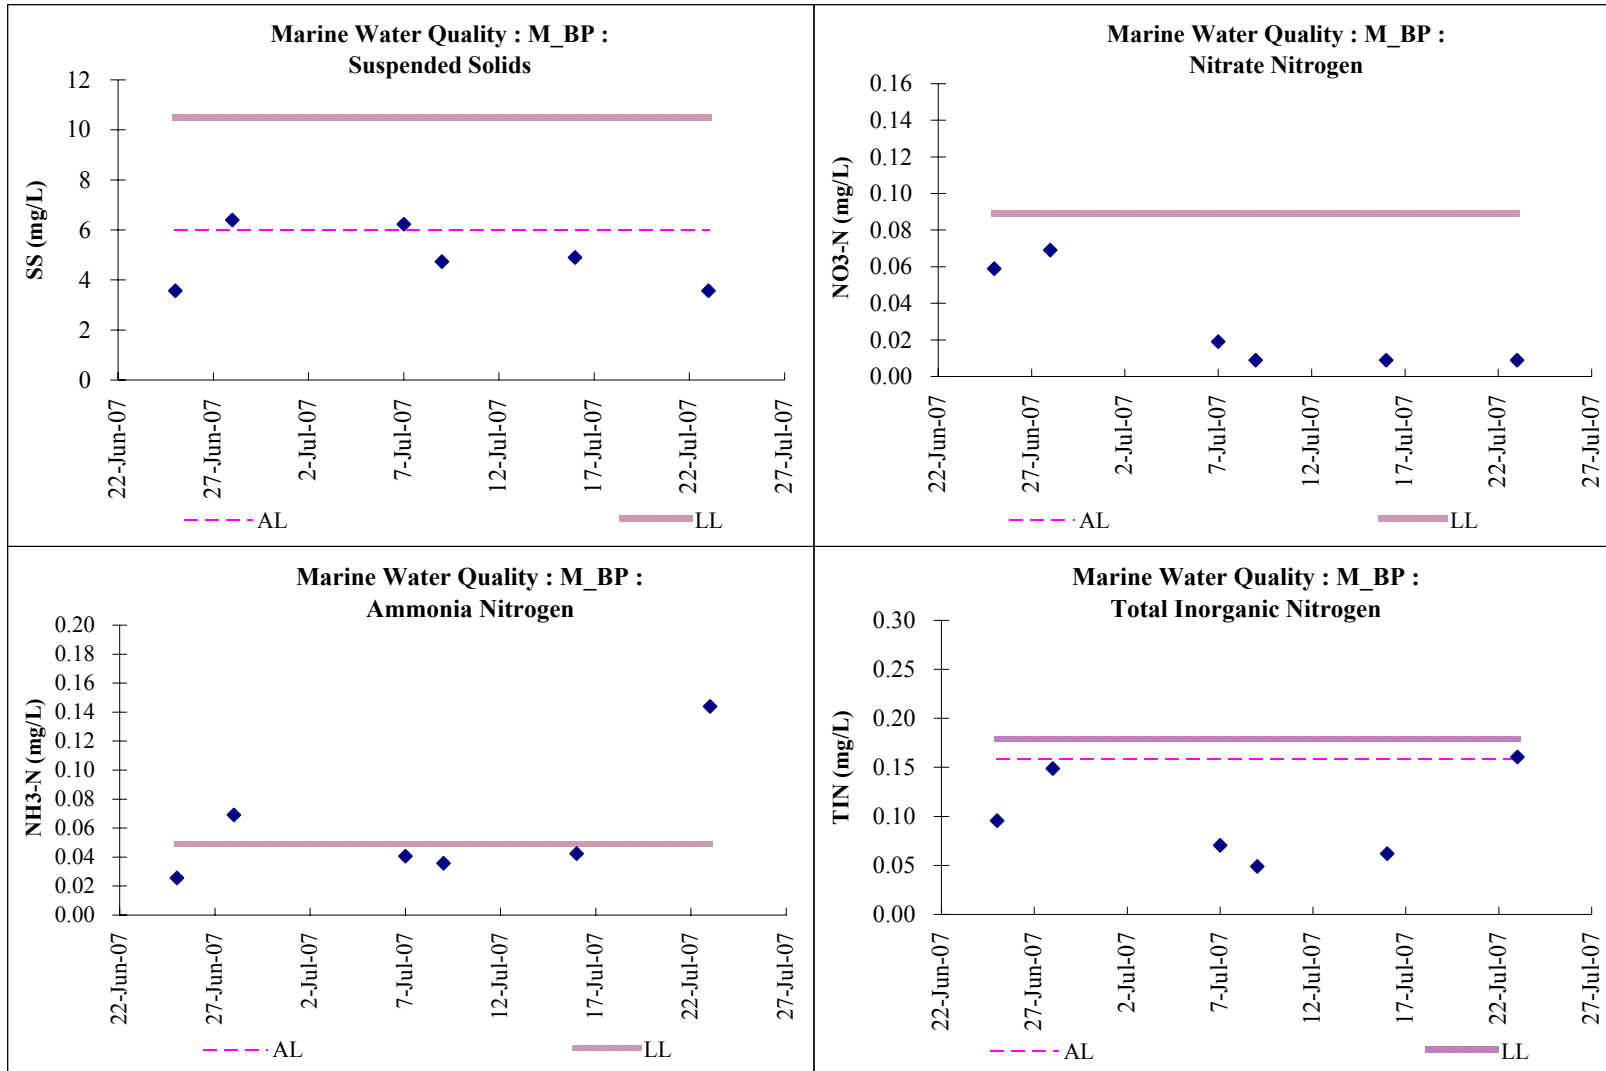 Marine Water Quality : M_BP :
Suspended Solids
12
10
8
6
4
2
0
SS (mg/L)
22-Jun-07
27-Jun-07
2-Jul-07
7-Jul-07
12-Jul-07
17-Jul-07
22-Jul-07
27-Jul-07
AL
LL
Marine Water Quality : M_BP :
Nitrate Nitrogen
0.16
0.14
0.12
0.10
0.08
0.06
0.04
0.02
0.00
NO3-N (mg/L)
22-Jun-07
27-Jun-07
2-Jul-07
7-Jul-07
12-Jul-07
17-Jul-07
22-Jul-07
27-Jul-07
AL
LL
Marine Water Quality : M_BP :
Ammonia Nitrogen
0.20
0.18
0.16
0.14
0.12
0.10
0.08
0.06
0.04
0.02
0.00
NH3-N (mg/L)
22-Jun-07
27-Jun-07
2-Jul-07
7-Jul-07
12-Jul-07
17-Jul-07
22-Jul-07
27-Jul-07
AL
LL
Marine Water Quality : M_BP :
Total Inorganic Nitrogen
0.30
0.25
0.20
0.15
0.10
0.05
0.00
TIN (mg/L)
22-Jun-07
27-Jun-07
2-Jul-07
7-Jul-07
12-Jul-07
17-Jul-07
22-Jul-07
27-Jul-07
AL
LL